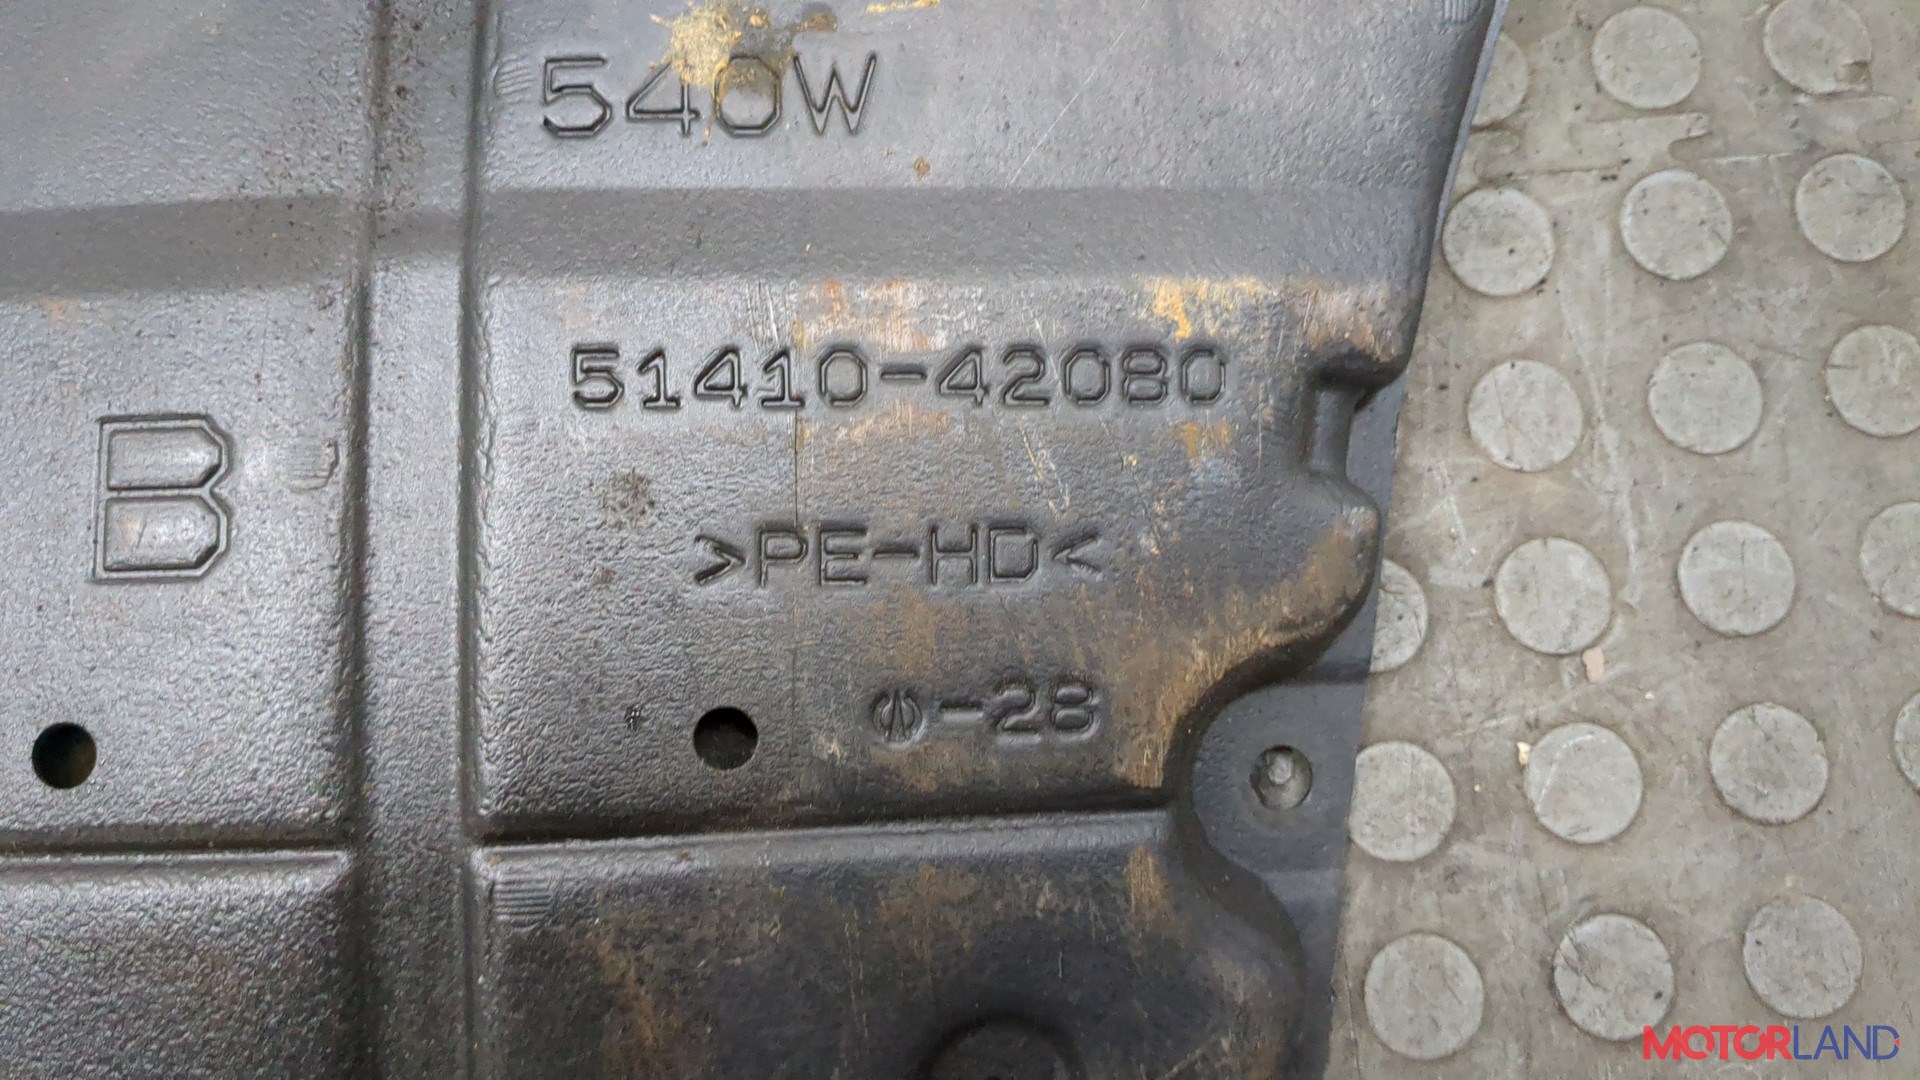 540W
51410-42080
B
>PE-HD<
-28
MOTORLAND